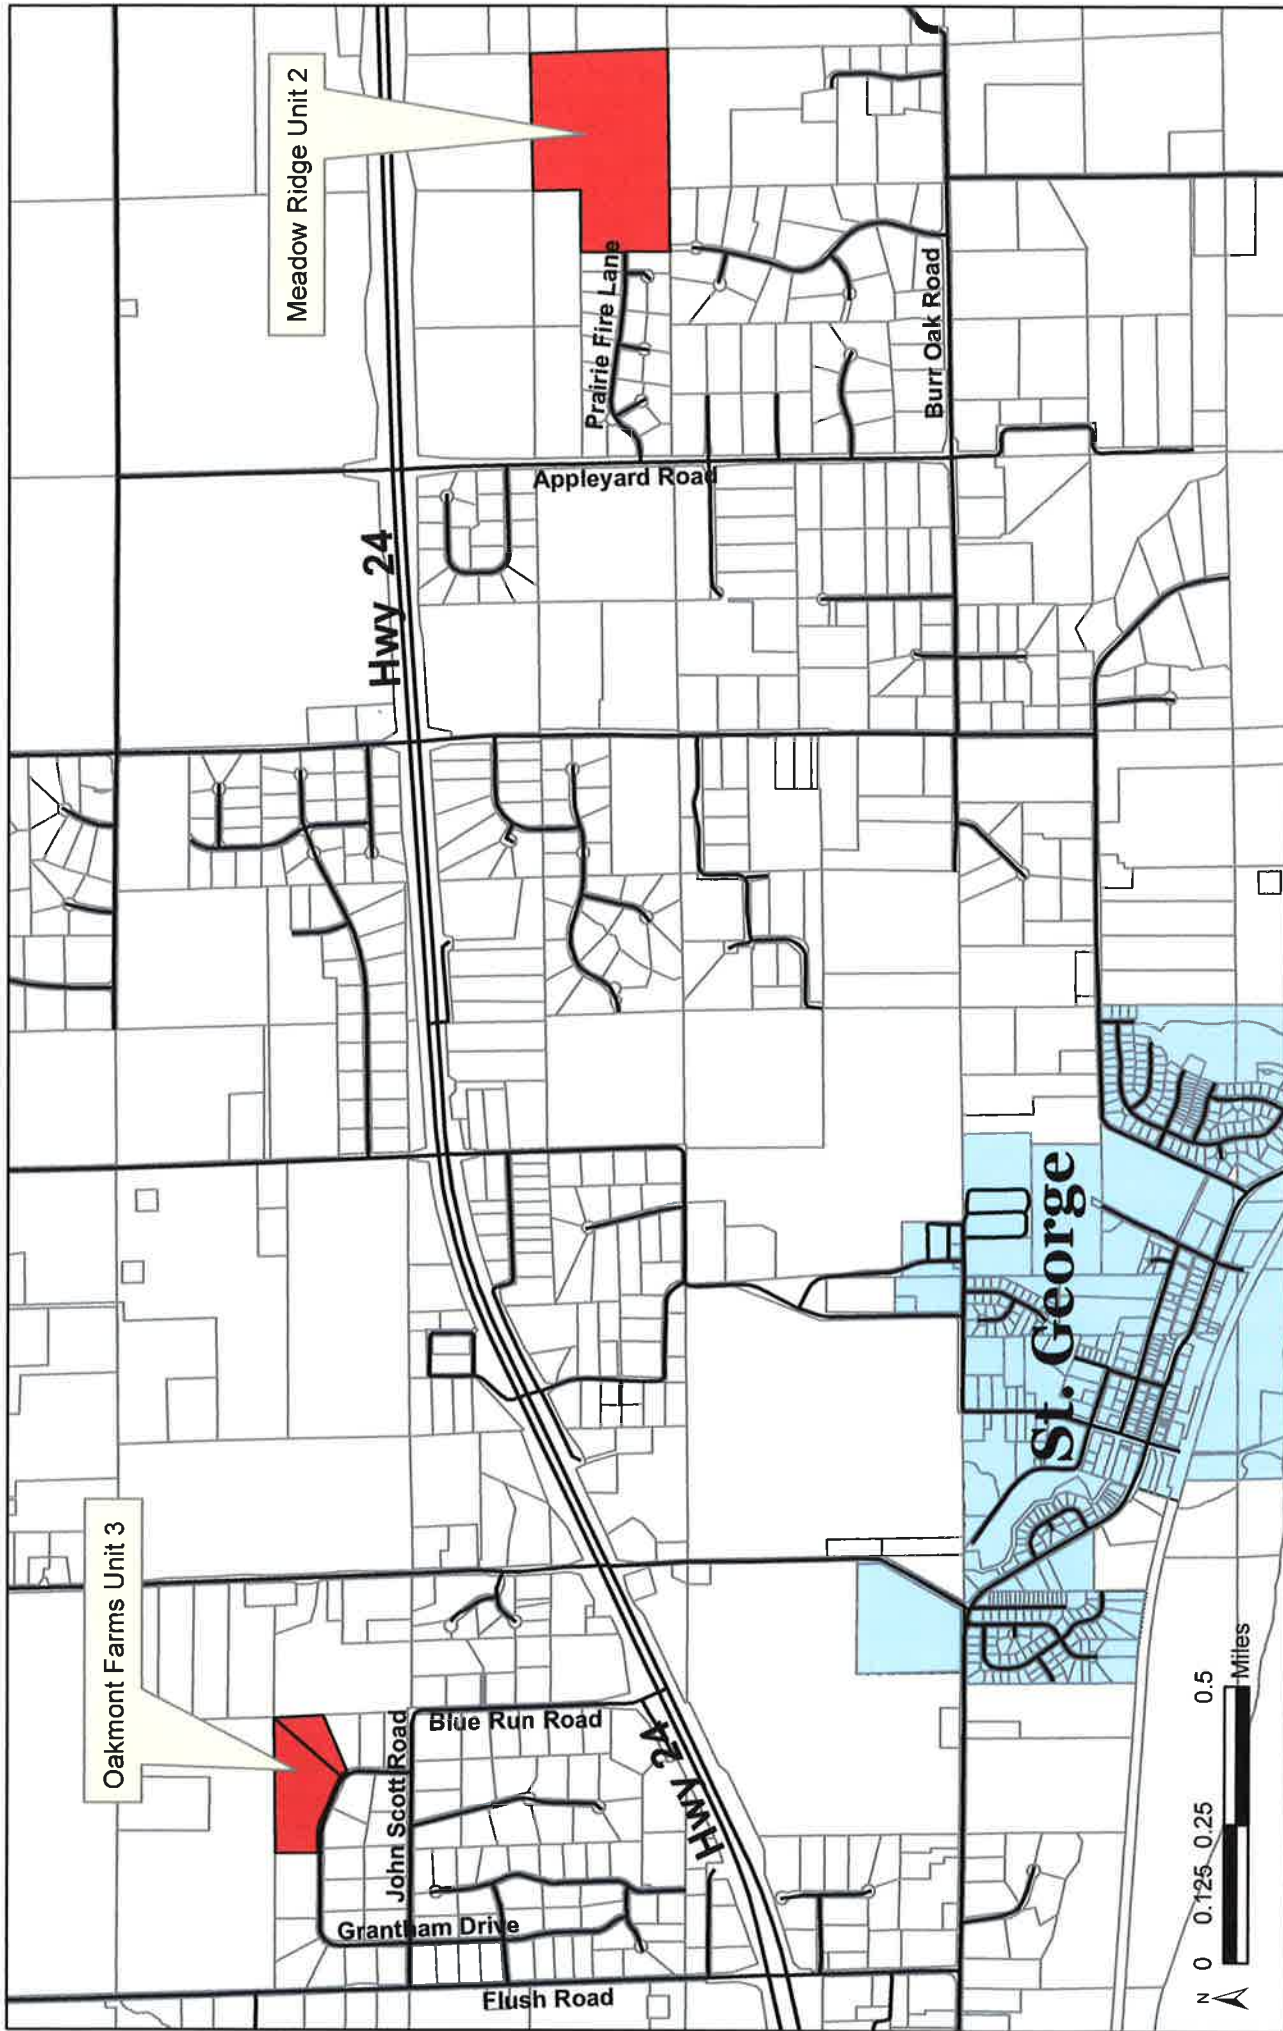 Oakmont Farms Unit 3
Meadow Ridge Unit 2
Hwy 24
John Scott Road
Blue Run Road
Grantham Drive
Flush Road
Hwy 24
Appleyard Road
Prairie Fire Lane
Burr Oak Road
St. George
N
0 0.125 0.25 0.5
Miles